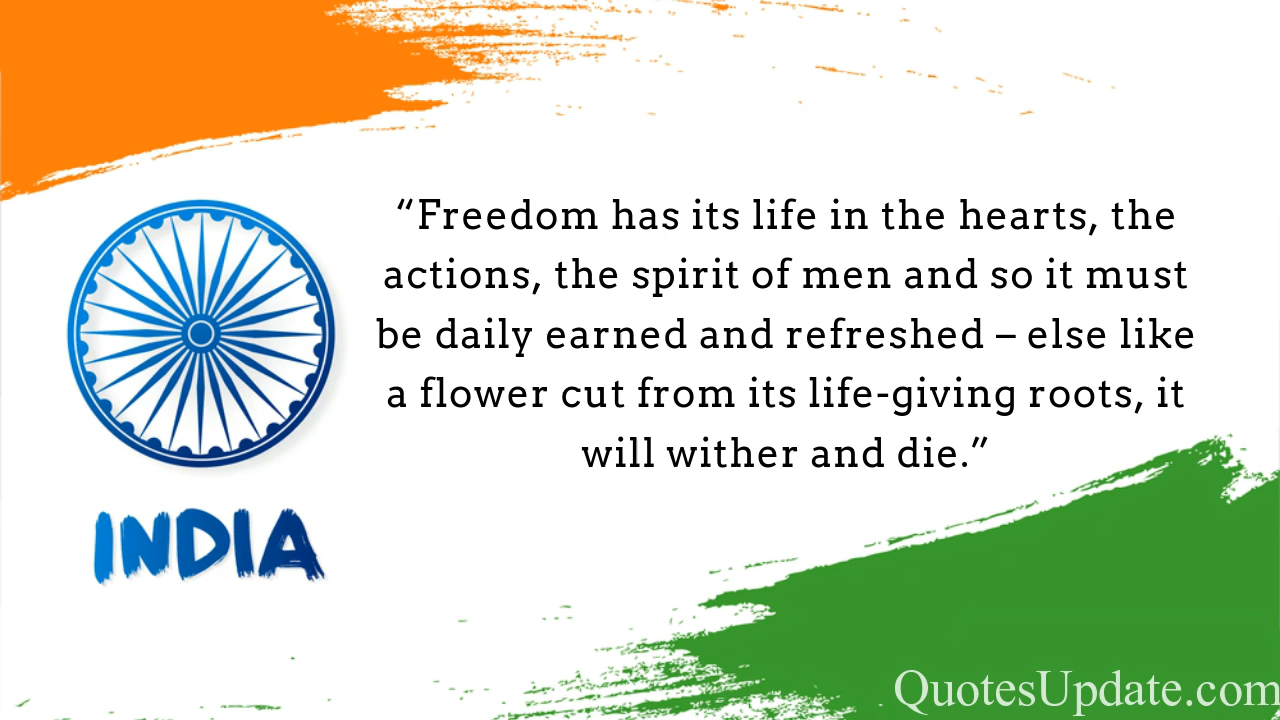 “Freedom has its life in the hearts, the
actions, the spirit of men and so it must
be daily earned and refreshed – else like
a flower cut from its life-giving roots, it
will wither and die.”
INDIA
QuotesUpdate.com